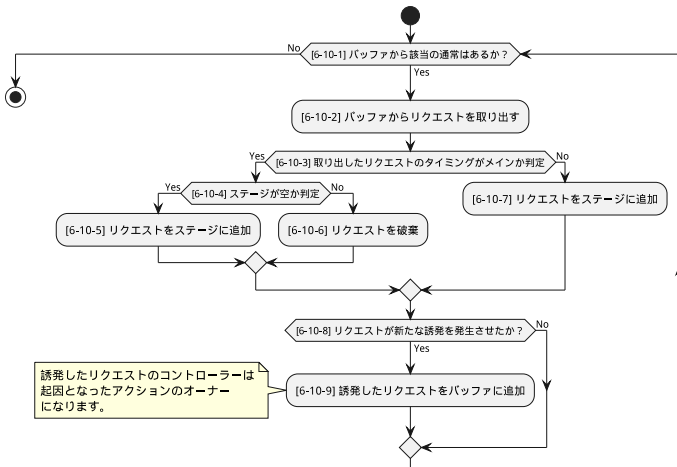 No
[6-10-1] バッファから該当の通常はあるか？
Yes
[6-10-2] バッファからリクエストを取り出す
Yes
[6-10-3] 取り出したリクエストのタイミングがメインか判定
No
Yes
[6-10-4] ステージが空か判定
No
[6-10-7] リクエストをステージに追加
[6-10-5] リクエストをステージに追加
[6-10-6] リクエストを破棄
[6-10-8] リクエストが新たな誘発を発生させたか？
No
Yes
誘発したリクエストのコントローラーは
起因となったアクションのオーナー
になります。
[6-10-9] 誘発したリクエストをバッファに追加